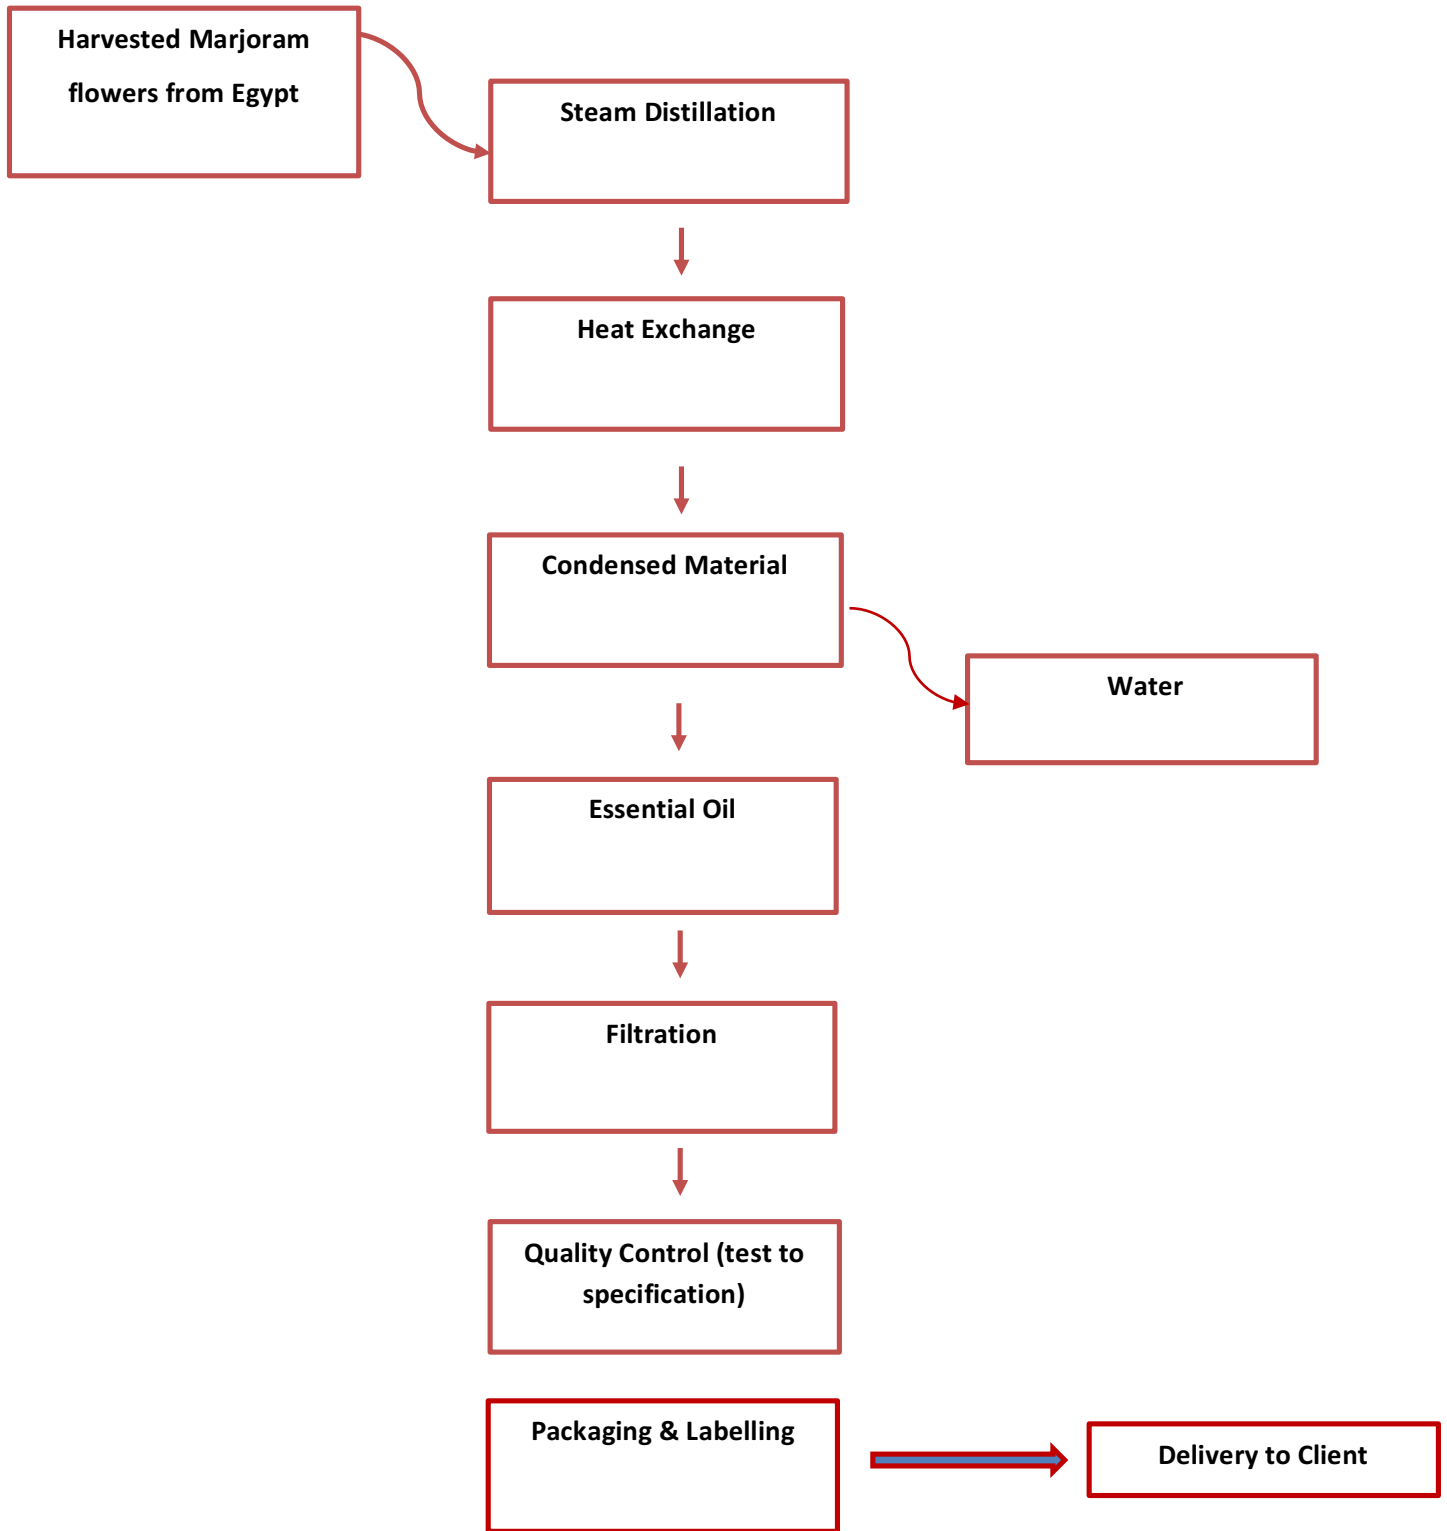 Harvested Marjoram
flowers from Egypt
Steam Distillation
Heat Exchange
Condensed Material
Water
Essential Oil
Filtration
Quality Control (test to
specification)
Packaging & Labelling
Delivery to Client